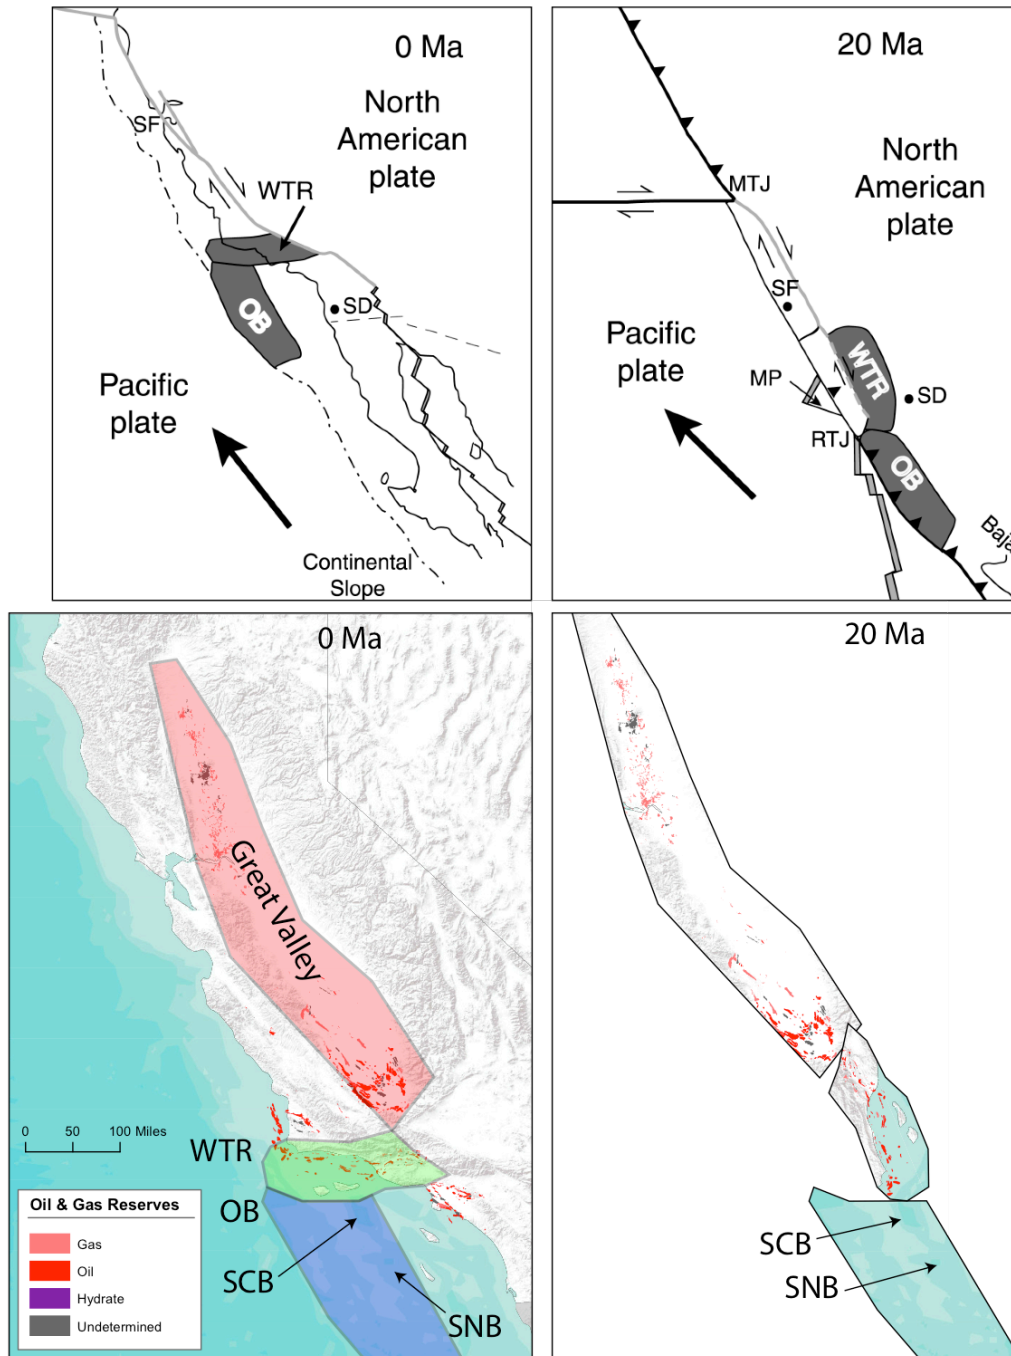 0 Ma
North
American
plate
SF
WTR
OB
SD
Pacific
plate
Continental
Slope
20 Ma
MTJ
North
American
plate
SF
Pacific
plate
WTR
MP
SD
RTJ
OB
Baja
0 Ma
Great Valley
0 50 100 Miles
WTR
OB
SCB
SNB
Oil & Gas Reserves
Gas
Oil
Hydrate
Undetermined
20 Ma
SCB
SNB